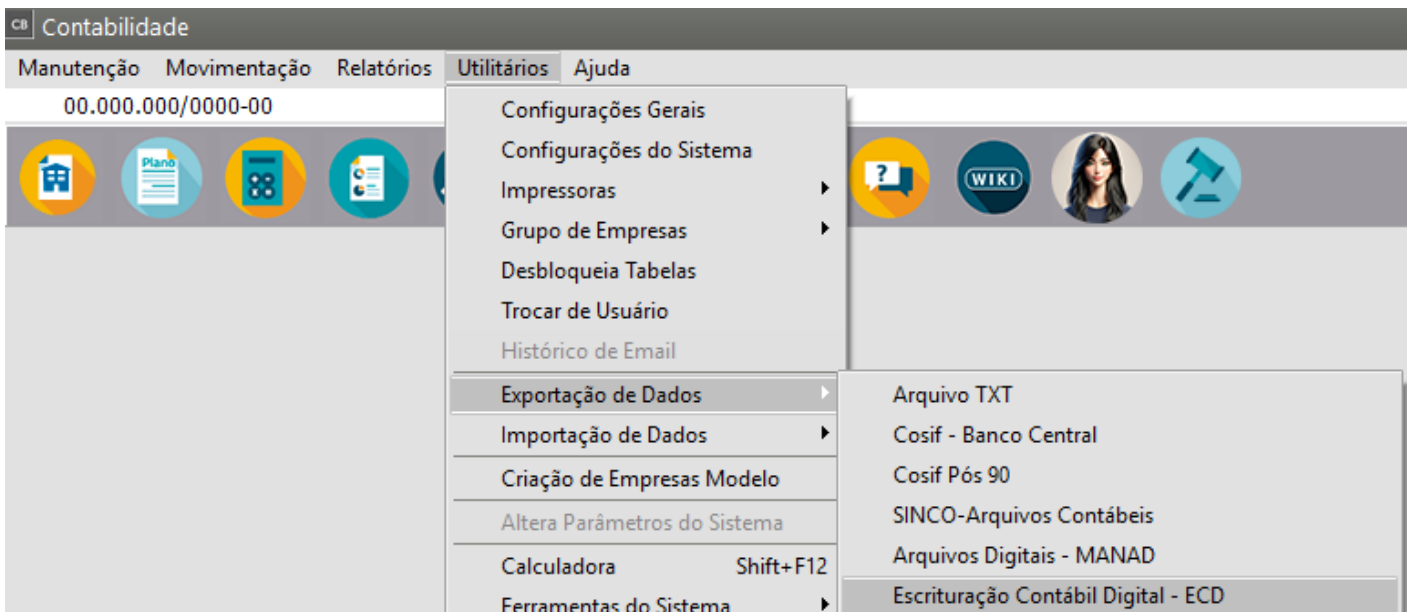 CB Contabilidade
Manutenção Movimentação Relatórios Utilitários Ajuda
00.000.000/0000-00
Plano
?
WIKI
Configurações Gerais
Configurações do Sistema
Impressoras
Grupo de Empresas
Desbloqueia Tabelas
Trocar de Usuário
Histórico de Email
Exportação de Dados
Importação de Dados
Criação de Empresas Modelo
Altera Parâmetros do Sistema
Calculadora Shift+F12
Ferramentas do Sistema
Arquivo TXT
Cosif - Banco Central
Cosif Pós 90
SINCO-Arquivos Contábeis
Arquivos Digitais - MANAD
Escrituração Contábil Digital - ECD